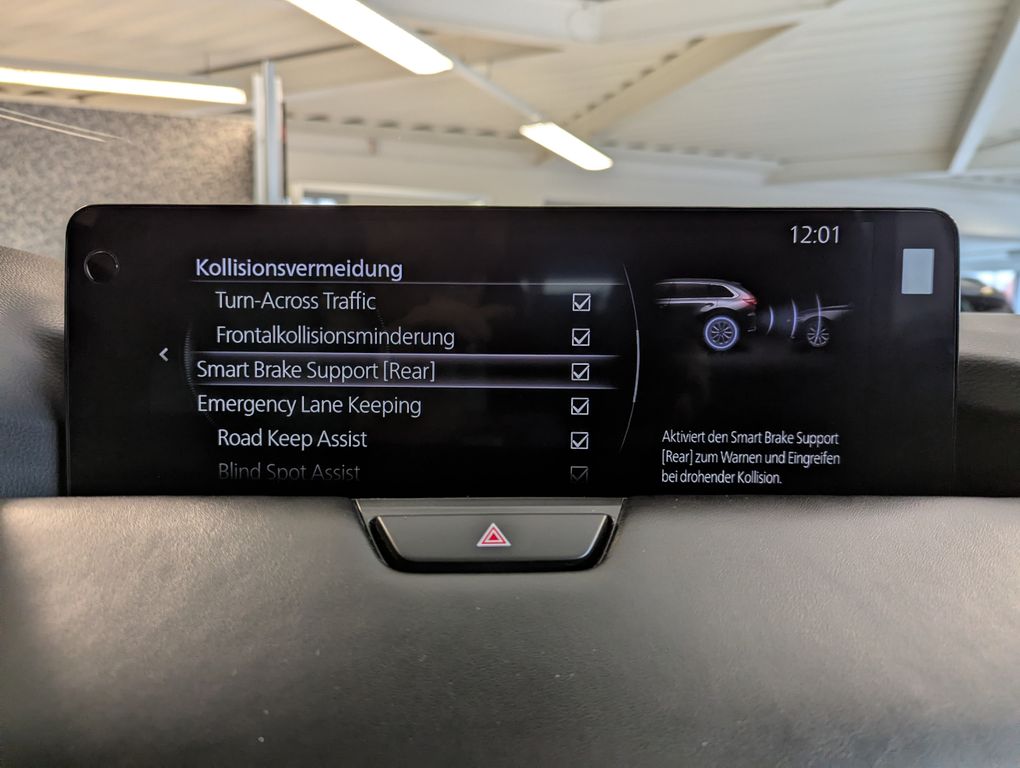 12:01
Kollisionsvermeidung
Turn-Across Traffic
Frontalkollisionsminderung
Smart Brake Support [Rear]
Emergency Lane Keeping
Road Keep Assist
Blind Spot Assist
Aktiviert den Smart Brake Support
[Rear] zum Warnen und Eingreifen
bei drohender Kollision.